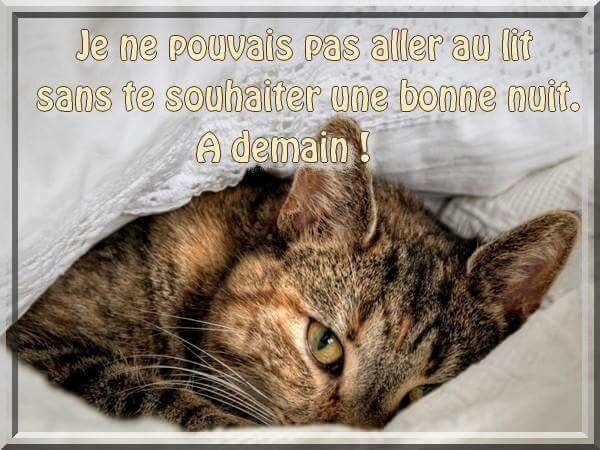 Je ne pouvais pas aller au lit
sans te souhaiter une bonne nuit.
A demain !